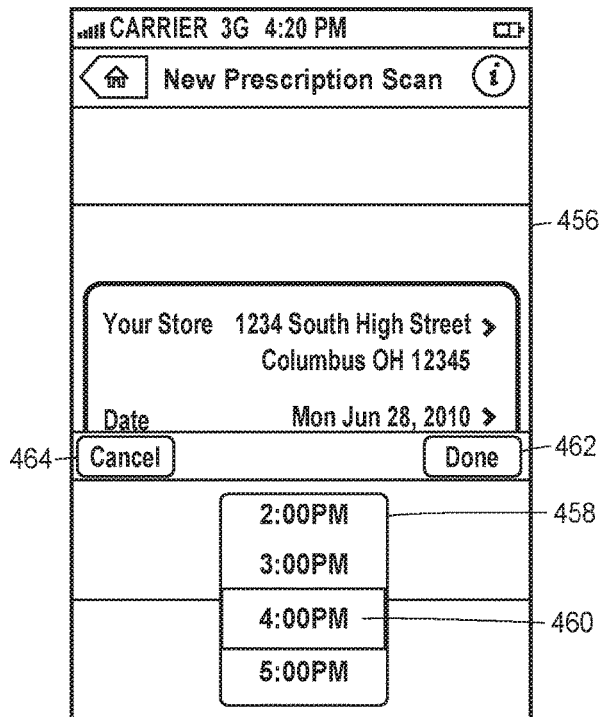 CARRIER 3G 4:20 PM
New Prescription Scan i
456
Your Store 1234 South High Street >
Columbus OH 12345
Date Mon Jun 28, 2010 >
464 Cancel Done 462
2:00PM 458
3:00PM
4:00PM 460
5:00PM